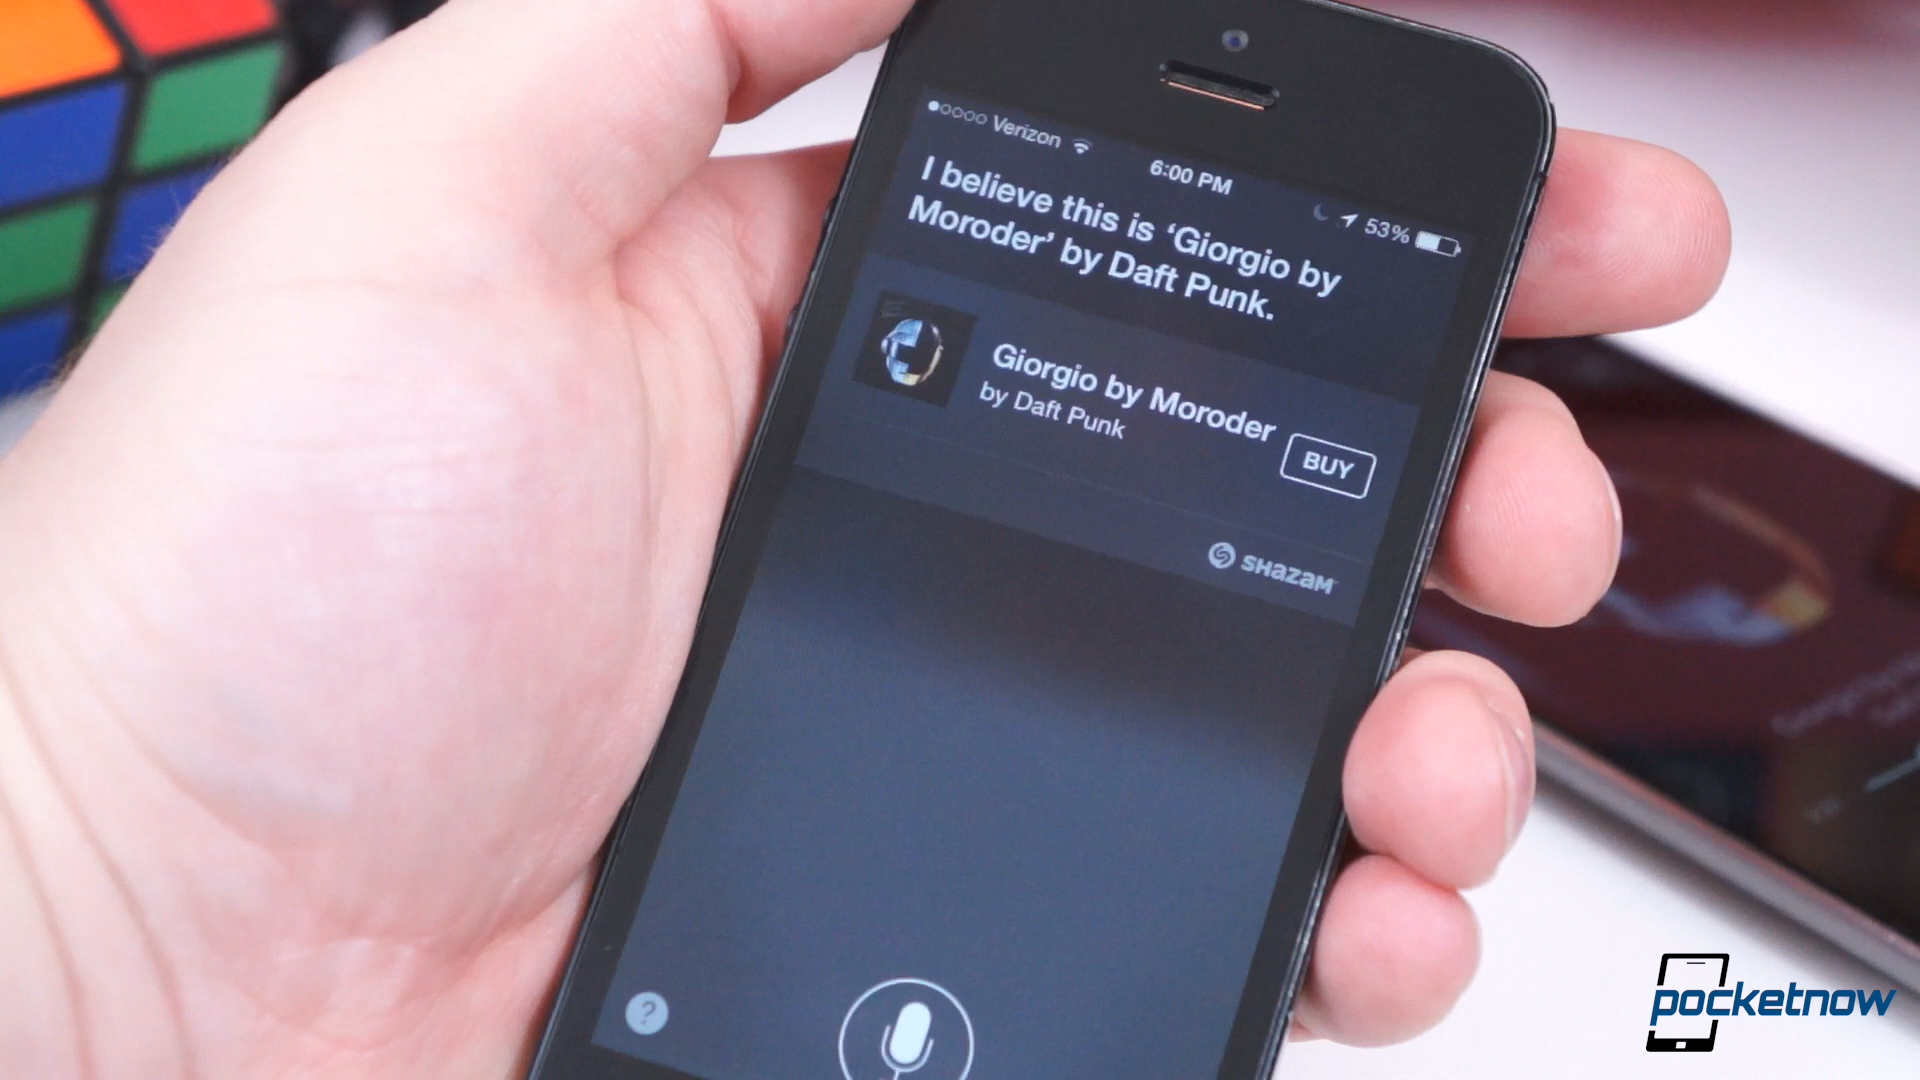 Verizon
6:00 PM
53%
I believe this is ‘Giorgio by
Moroder’ by Daft Punk.
Giorgio by Moroder
by Daft Punk
BUY
SHAZAM
?
pocketnow